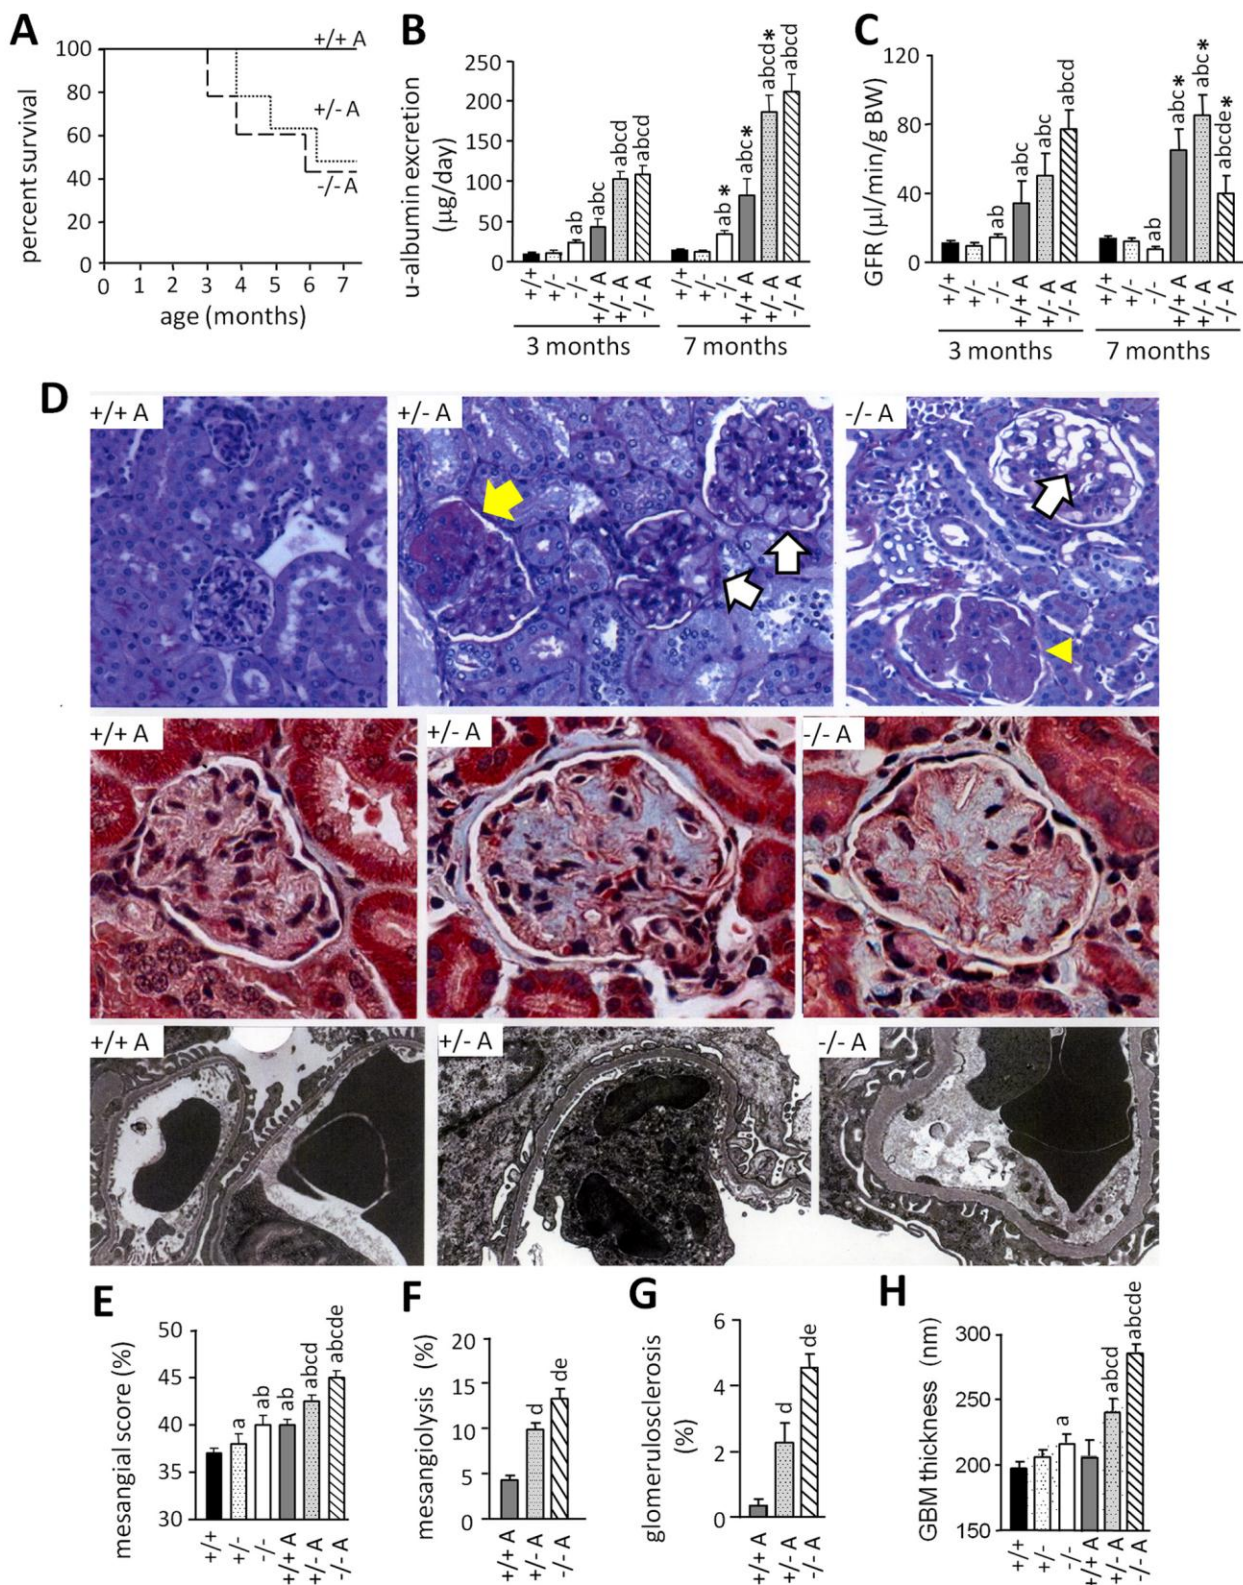 A
percent survival
100
80
60
40
20
0
+/+ A
+/- A
-/- A
0 1 2 3 4 5 6 7
age (months)
B
u-albumin excretion
(µg/day)
250
200
150
100
50
0
ab
abc
abcd
abcd
ab *
abc *
abcd *
abcd
+/+
+/-
-/-
+/+ A
+/- A
-/- A
+/+
+/-
-/-
+/+ A
+/- A
-/- A
3 months
7 months
C
GFR (µl/min/g BW)
120
80
40
0
ab
abc
abc
abcd
ab
abc *
abc *
abcde *
+/+
+/-
-/-
+/+ A
+/- A
-/- A
+/+
+/-
-/-
+/+ A
+/- A
-/- A
3 months
7 months
D
+/+ A
+/- A
-/- A
+/+ A
+/- A
-/- A
+/+ A
+/- A
-/- A
E
mesangial score (%)
50
45
40
35
30
a
ab
ab
abcd
abcde
+/+
+/-
-/-
+/+ A
+/- A
-/- A
F
mesangiolysis (%)
20
15
10
5
0
d
de
+/+ A
+/- A
-/- A
G
glomerulosclerosis
(%)
6
4
2
0
d
de
+/+ A
+/- A
-/- A
H
GBM thickness (nm)
300
250
200
150
a
abcd
abcde
+/+
+/-
-/-
+/+ A
+/- A
-/- A